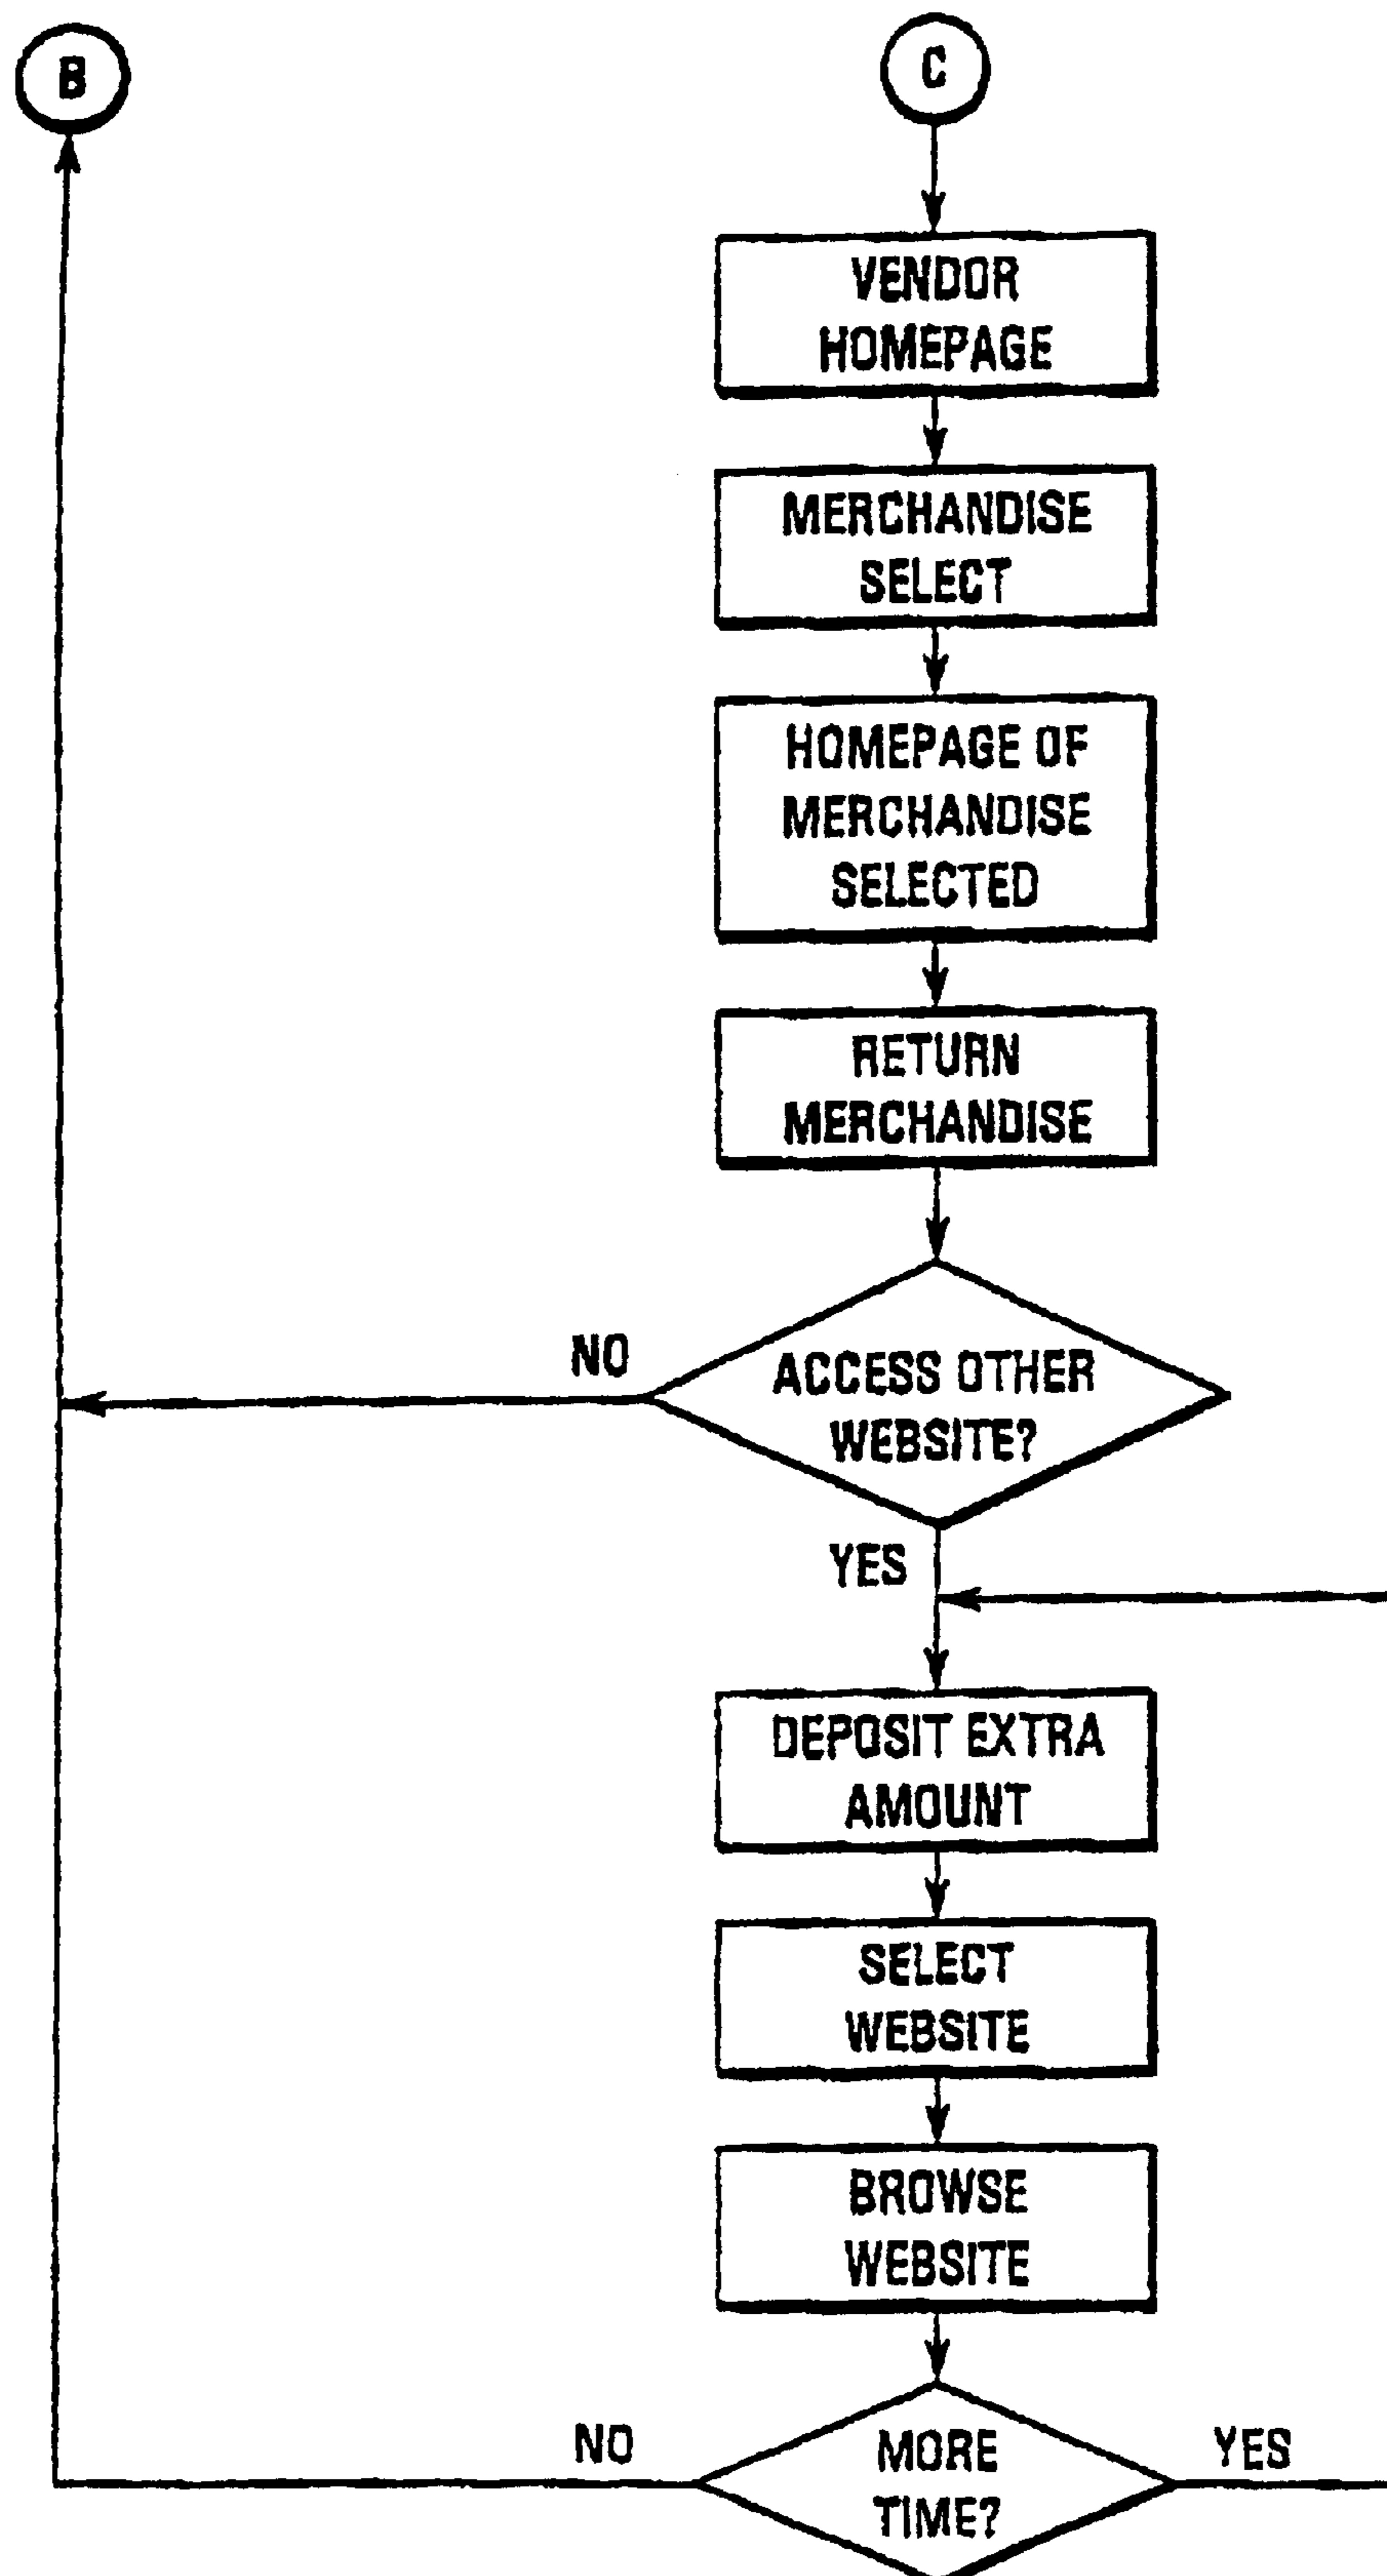 B
C
VENDOR
HOMEPAGE
MERCHANDISE
SELECT
HOMEPAGE OF
MERCHANDISE
SELECTED
RETURN
MERCHANDISE
NO
ACCESS OTHER
WEBSITE?
YES
DEPOSIT EXTRA
AMOUNT
SELECT
WEBSITE
BROWSE
WEBSITE
NO
MORE
TIME?
YES